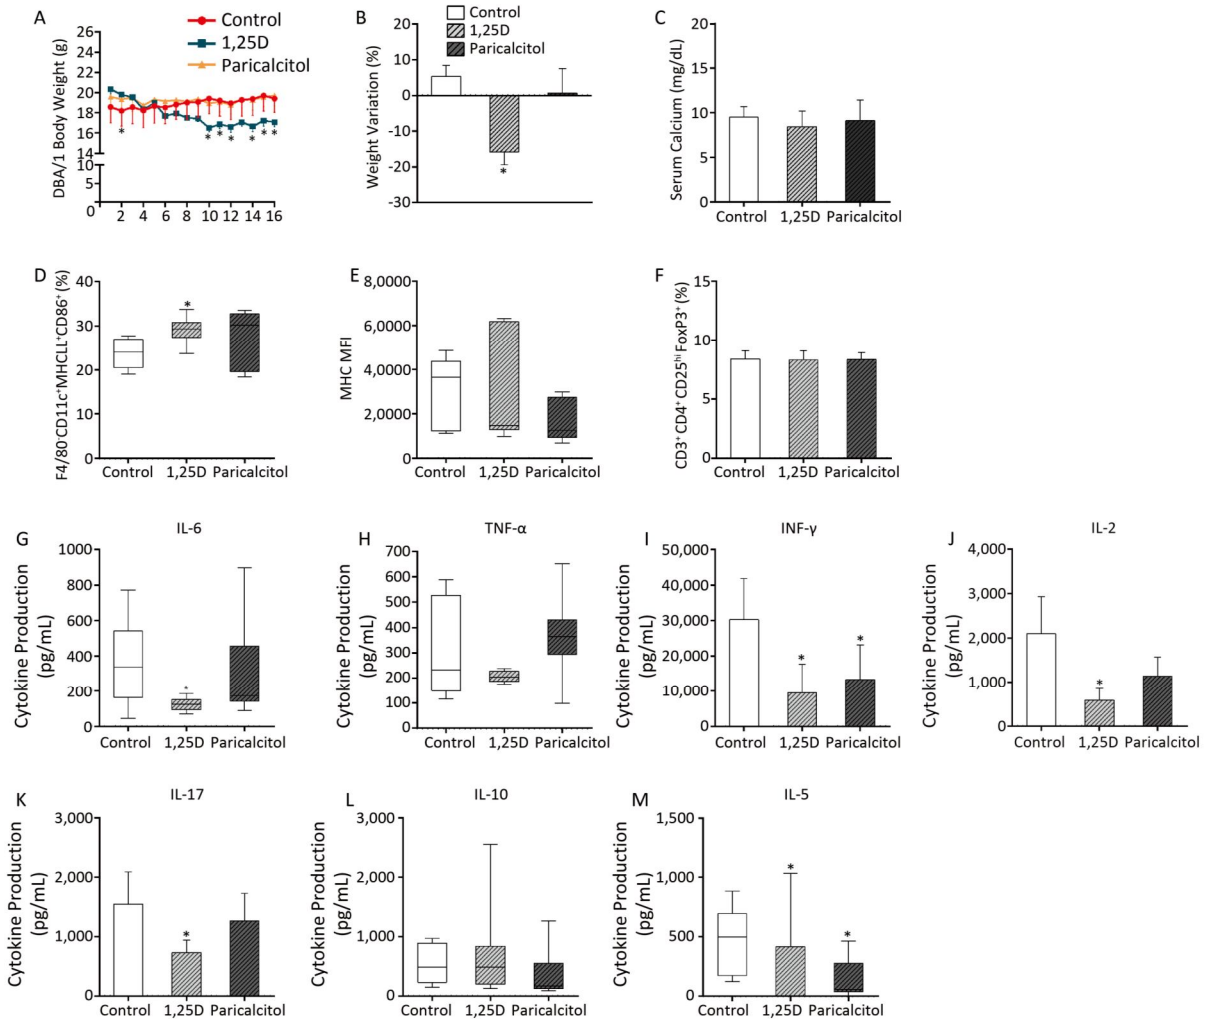 A
Control
1,25D
Paricalcitol
DBA/1 Body Weight (g)
26
24
22
20
18
16
14
10
5
0
2 4 6 8 10 12 14 16
* * * * * * *
B
Control
1,25D
Paricalcitol
Weight Variation (%)
20
10
0
-10
-20
-30
*
C
Serum Calcium (mg/dL)
20
15
10
5
0
Control 1,25D Paricalcitol
D
F4/80⁻CD11c⁺MHCLL⁺CD86⁺ (%)
40
30
20
10
0
*
Control 1,25D Paricalcitol
E
MHC MFI
8,0000
6,0000
4,0000
2,0000
0
Control 1,25D Paricalcitol
F
CD3⁺ CD4⁺ CD25ʰⁱ FoxP3⁺ (%)
15
10
5
0
Control 1,25D Paricalcitol
G
IL-6
Cytokine Production
(pg/mL)
1000
800
600
400
200
0
*
Control 1,25D Paricalcitol
H
TNF-α
Cytokine Production
(pg/mL)
700
600
500
400
300
200
100
0
Control 1,25D Paricalcitol
I
INF-γ
Cytokine Production
(pg/mL)
50,000
40,000
30,000
20,000
10,000
0
* *
Control 1,25D Paricalcitol
J
IL-2
Cytokine Production
(pg/mL)
4,000
3,000
2,000
1,000
0
*
Control 1,25D Paricalcitol
K
IL-17
Cytokine Production
(pg/mL)
3,000
2,000
1,000
0
*
Control 1,25D Paricalcitol
L
IL-10
Cytokine Production
(pg/mL)
3,000
2,000
1,000
0
Control 1,25D Paricalcitol
M
IL-5
Cytokine Production
(pg/mL)
1,500
1,000
500
0
* *
Control 1,25D Paricalcitol